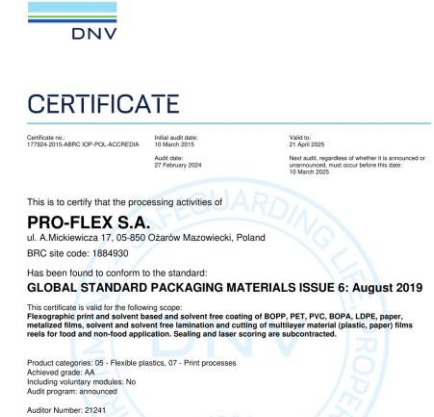 DNV
CERTIFICATE
Certificate no.:
177924-2015-ABRC IOP-POL-ACCREDIA
Initial audit date:
10 March 2015
Audit date:
27 February 2024
Valid to:
21 April 2025
Next audit, regardless of whether it is announced or
unannounced, must occur before this date:
10 March 2025
This is to certify that the processing activities of
PRO-FLEX S.A.
ul. A.Mickiewicza 17, 05-850 Ożarów Mazowiecki, Poland
BRC site code: 1884930
Has been found to conform to the standard:
GLOBAL STANDARD PACKAGING MATERIALS ISSUE 6: August 2019
This certificate is valid for the following scope:
Flexographic print and solvent based and solvent free coating of BOPP, PET, PVC, BOPA, LDPE, paper,
metalized films, solvent and solvent free lamination and cutting of multilayer material (plastic, paper) films
reels for food and non-food application. Sealing and laser scoring are subcontracted.
Product categories: 05 - Flexible plastics, 07 - Print processes
Achieved grade: AA
Including voluntary modules: No
Audit program: announced
Auditor Number: 21241